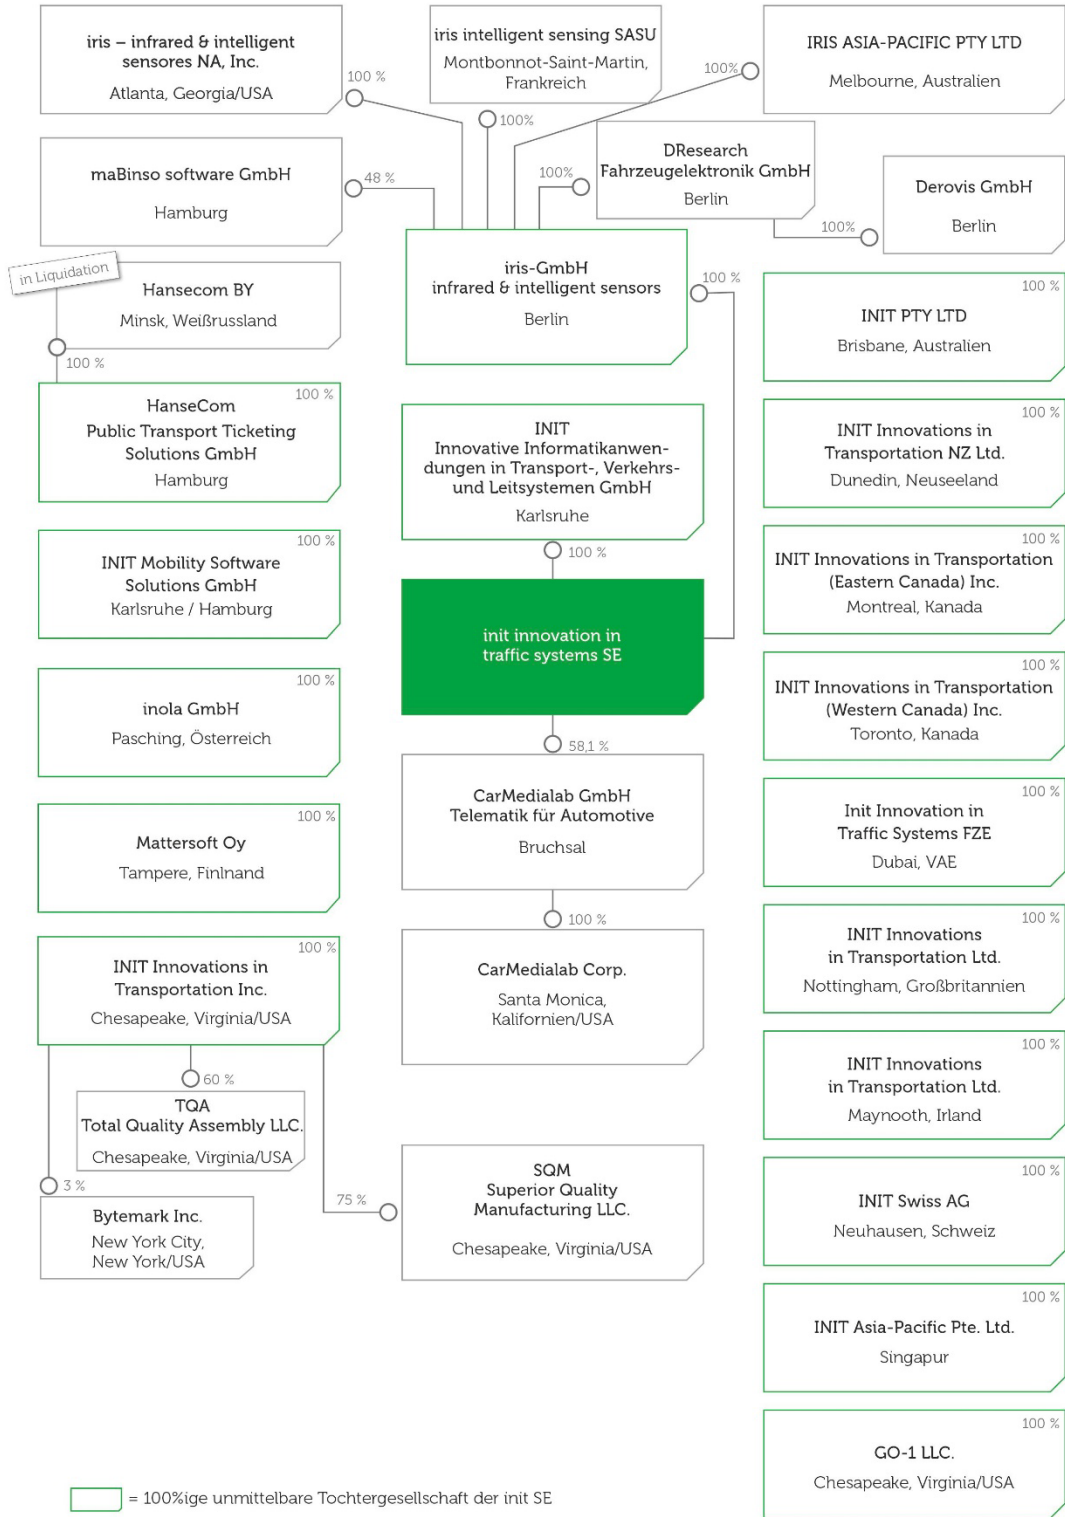 iris – infrared & intelligent
sensores NA, Inc.
Atlanta, Georgia/USA
100 %
iris intelligent sensing SASU
Montbonnot-Saint-Martin,
Frankreich
100%
IRIS ASIA-PACIFIC PTY LTD
Melbourne, Australien
100%
maBinso software GmbH
Hamburg
48 %
DResearch
Fahrzeugelektronik GmbH
Berlin
100%
Derovis GmbH
Berlin
100%
iris-GmbH
infrared & intelligent sensors
Berlin
100 %
in Liquidation
Hansecom BY
Minsk, Weißrussland
100 %
HanseCom
Public Transport Ticketing
Solutions GmbH
Hamburg
100 %
INIT Mobility Software
Solutions GmbH
Karlsruhe / Hamburg
100 %
inola GmbH
Pasching, Österreich
100 %
Mattersoft Oy
Tampere, Finlnand
100 %
INIT Innovations in
Transportation Inc.
Chesapeake, Virginia/USA
100 %
60 %
TQA
Total Quality Assembly LLC.
Chesapeake, Virginia/USA
3 %
Bytemark Inc.
New York City,
New York/USA
75 %
SQM
Superior Quality
Manufacturing LLC.
Chesapeake, Virginia/USA
INIT
Innovative Informatikanwen-
dungen in Transport-, Verkehrs-
und Leitsystemen GmbH
Karlsruhe
100 %
init innovation in
traffic systems SE
58,1 %
CarMedialab GmbH
Telematik für Automotive
Bruchsal
100 %
CarMedialab Corp.
Santa Monica,
Kalifornien/USA
100 %
INIT PTY LTD
Brisbane, Australien
100 %
INIT Innovations in
Transportation NZ Ltd.
Dunedin, Neuseeland
100 %
INIT Innovations in Transportation
(Eastern Canada) Inc.
Montreal, Kanada
100 %
INIT Innovations in Transportation
(Western Canada) Inc.
Toronto, Kanada
100 %
Init Innovation in
Traffic Systems FZE
Dubai, VAE
100 %
INIT Innovations
in Transportation Ltd.
Nottingham, Großbritannien
100 %
INIT Innovations
in Transportation Ltd.
Maynooth, Irland
100 %
INIT Swiss AG
Neuhausen, Schweiz
100 %
INIT Asia-Pacific Pte. Ltd.
Singapur
100 %
GO-1 LLC.
Chesapeake, Virginia/USA
= 100%ige unmittelbare Tochtergesellschaft der init SE